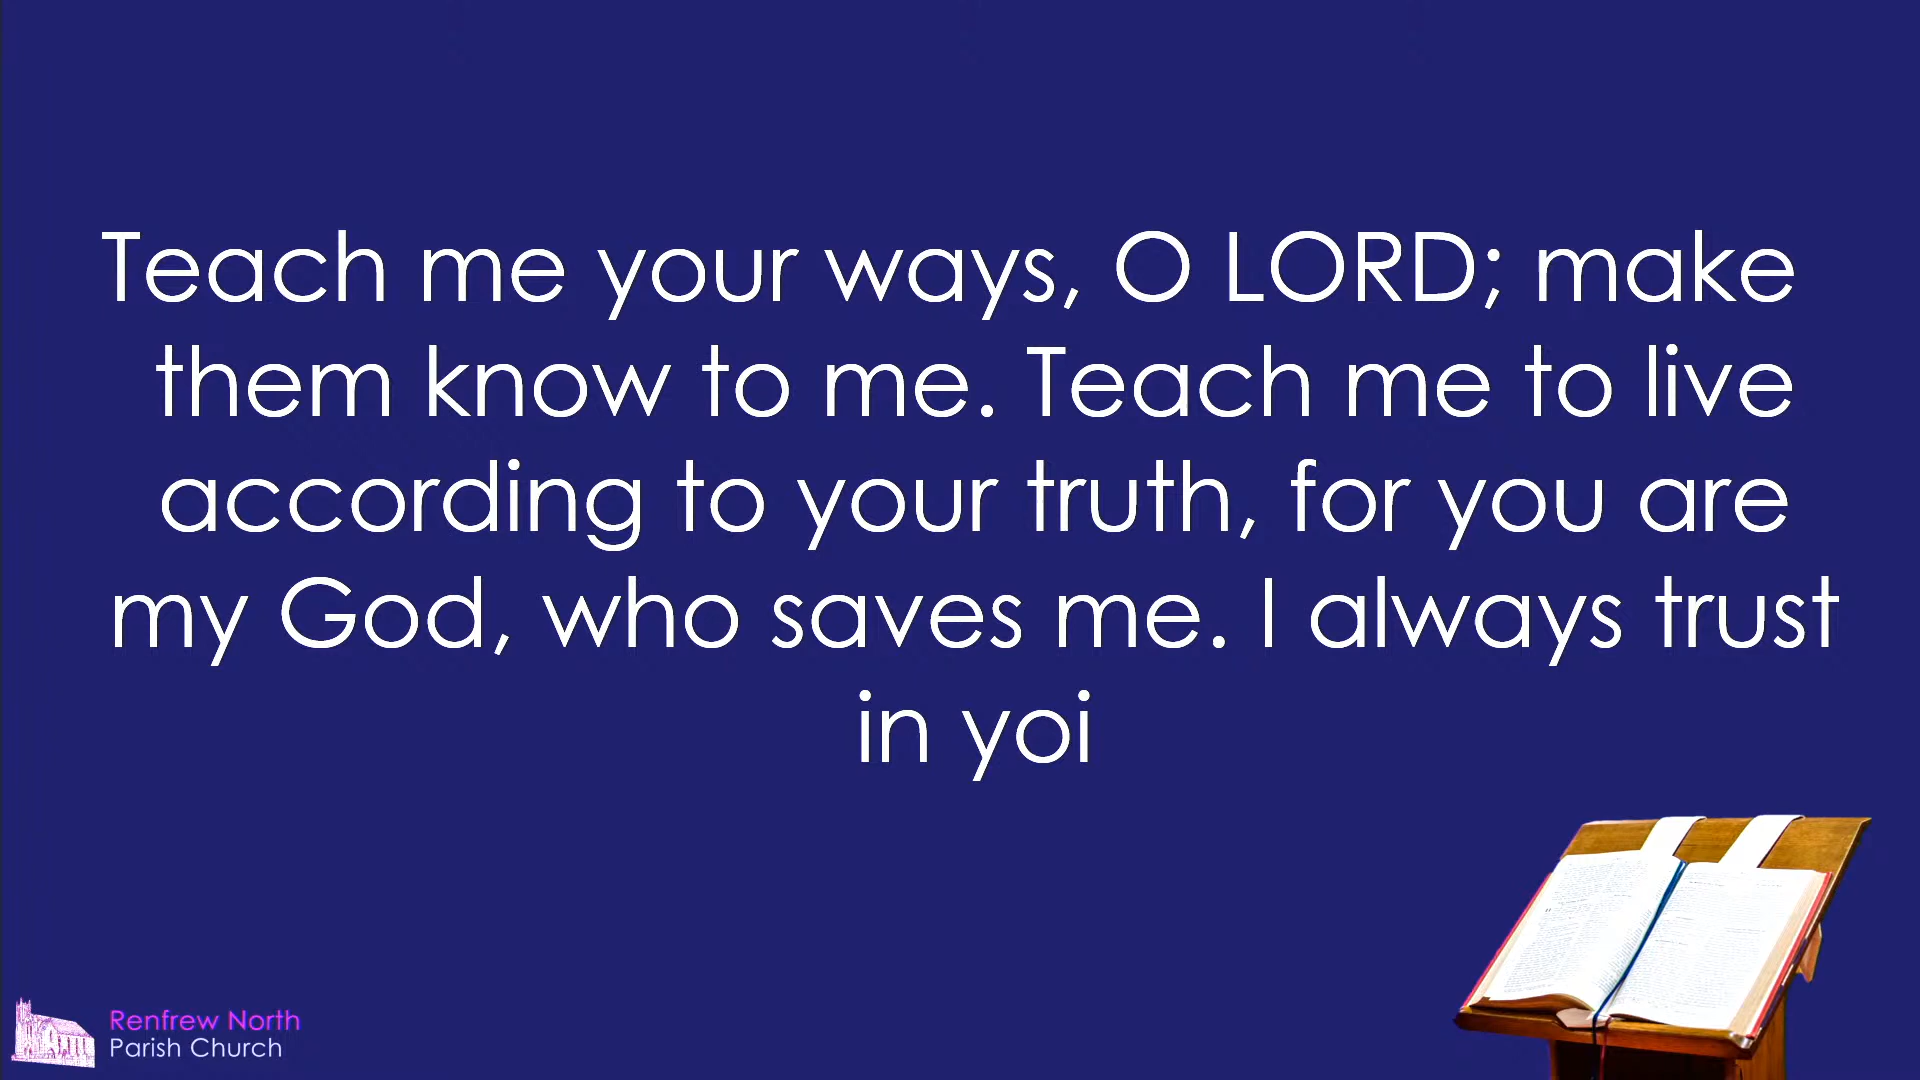 Teach me your ways, O LORD; make
them know to me. Teach me to live
according to your truth, for you are
my God, who saves me. I always trust
in yoi
Renfrew North
Parish Church